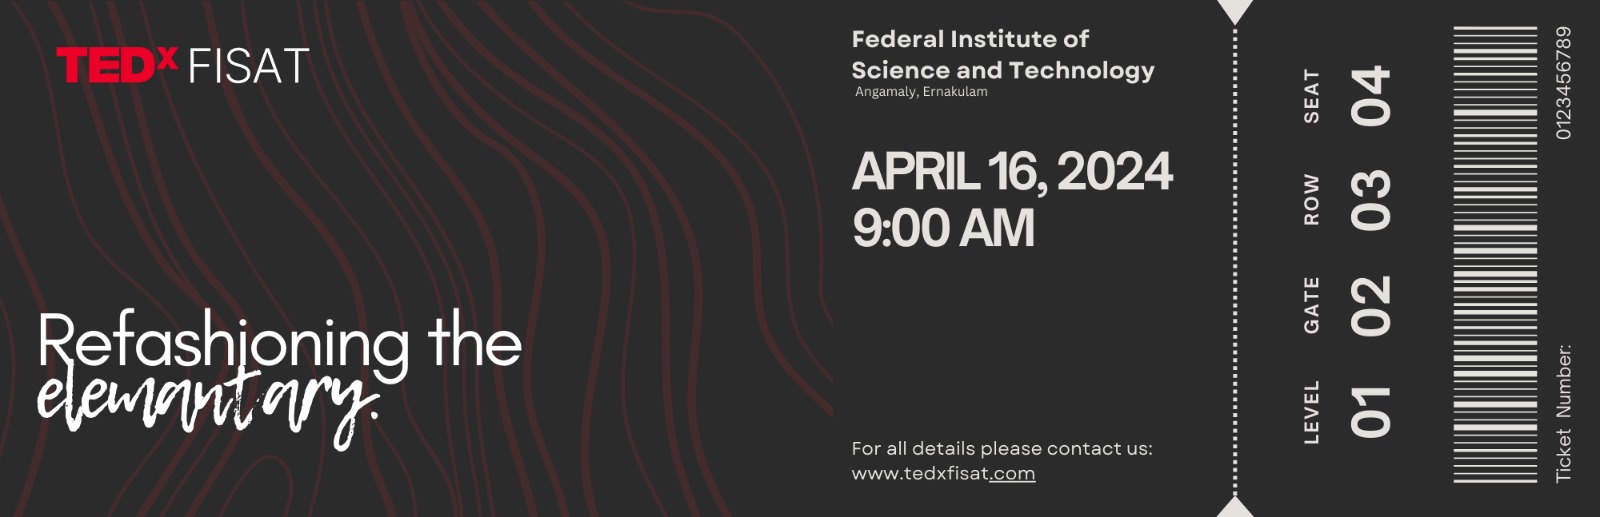 TEDx FISAT
Refashioning the
elemantary.
Federal Institute of
Science and Technology
Angamaly, Ernakulam
APRIL 16, 2024
9:00 AM
For all details please contact us:
www.tedxfisat.com
LEVEL GATE ROW SEAT
01 02 03 04
Ticket Number: 0123456789